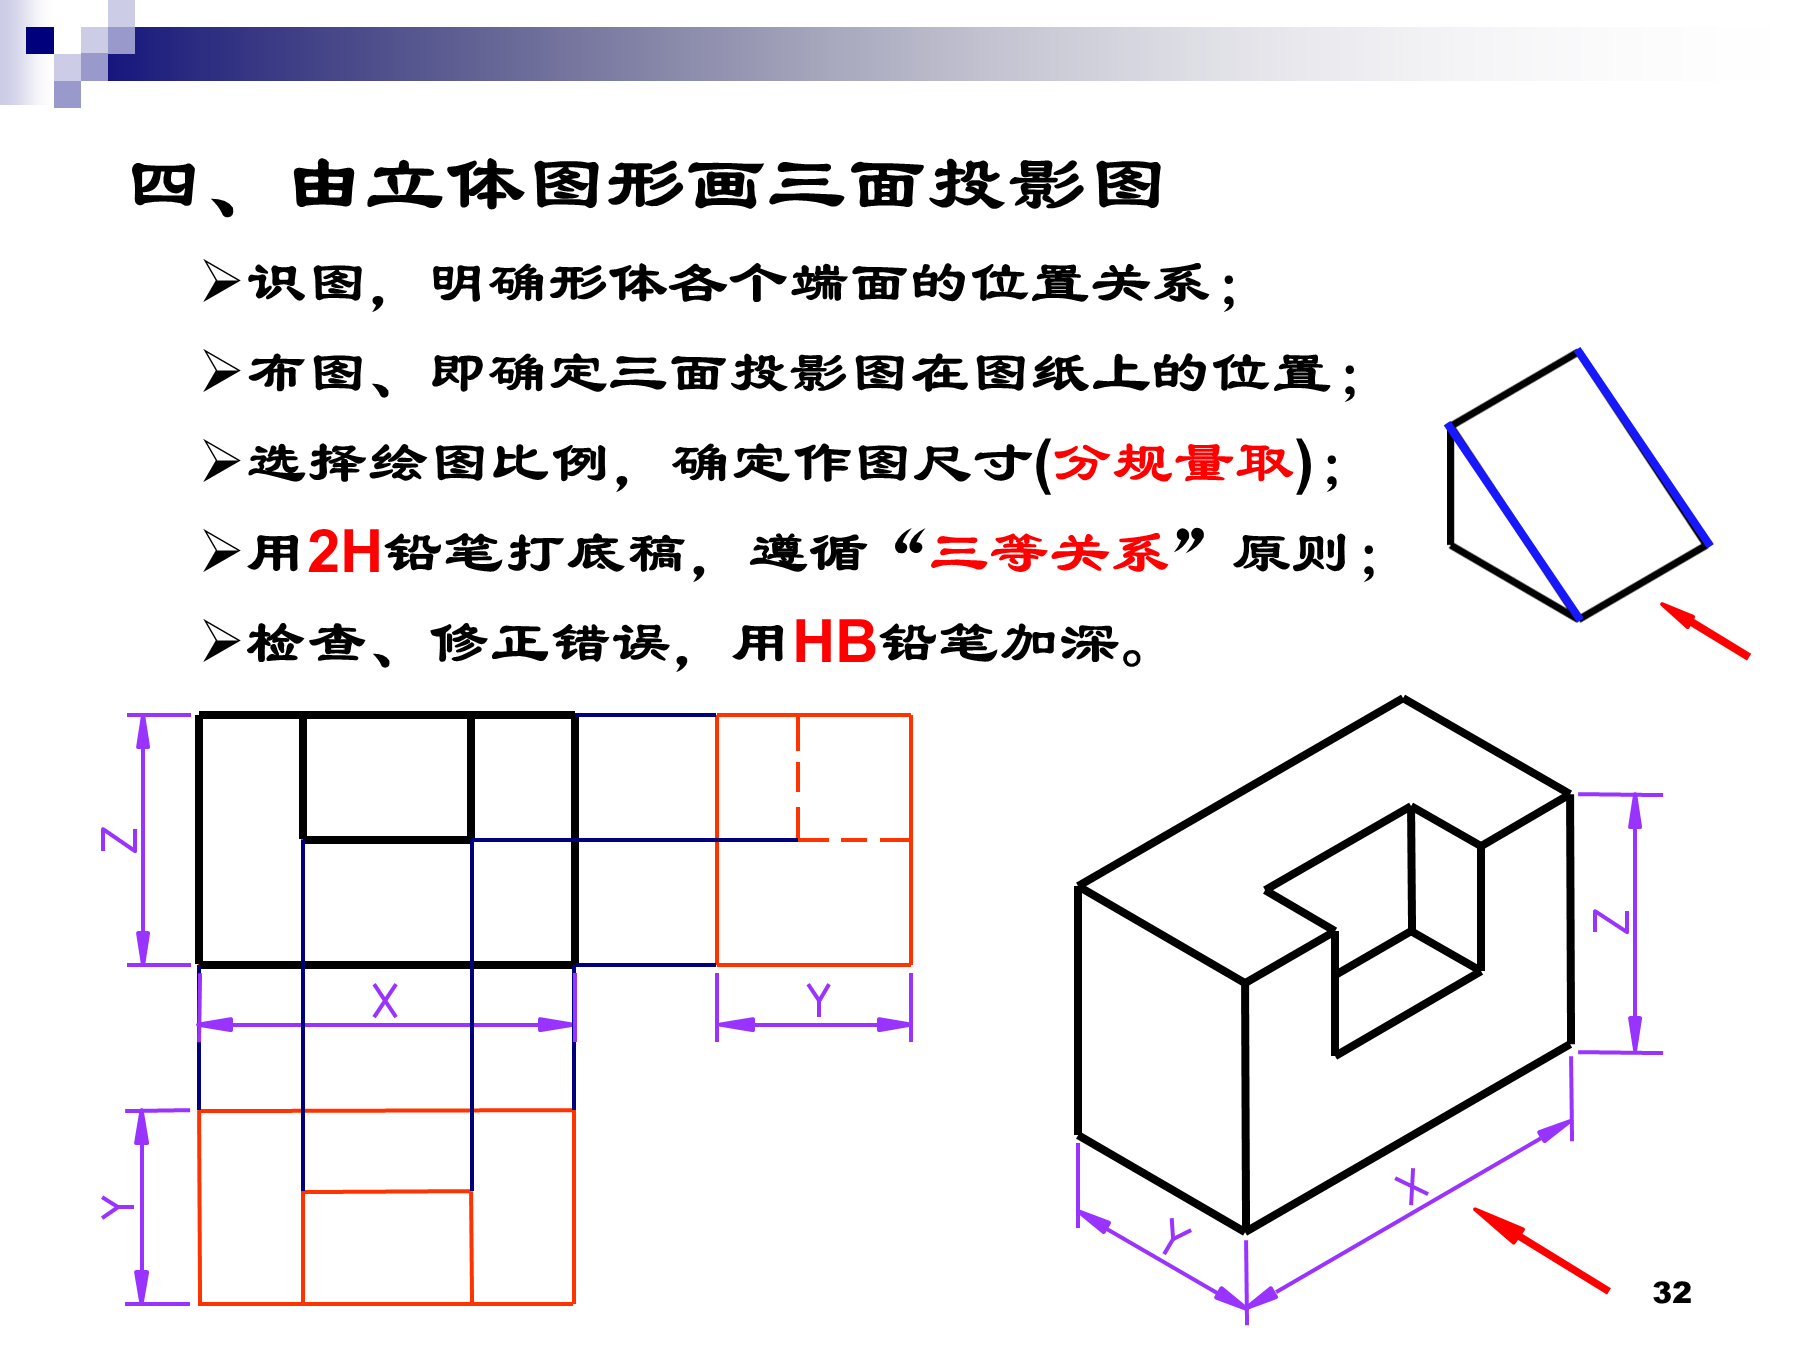 四、由立体图形画三面投影图
➢识图，明确形体各个端面的位置关系；
➢布图、即确定三面投影图在图纸上的位置；
➢选择绘图比例，确定作图尺寸(分规量取)；
➢用2H铅笔打底稿，遵循“三等关系”原则；
➢检查、修正错误，用HB铅笔加深。
Z
X
Y
Y
Z
X
Y
32